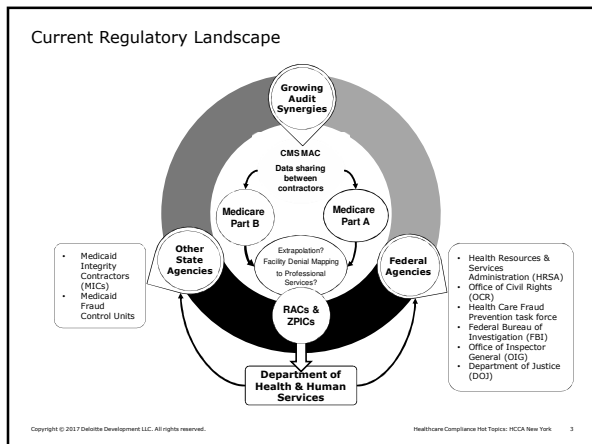 Current Regulatory Landscape
Growing
Audit
Synergies
CMS MAC
Data sharing
between
contractors
Medicare
Part B
Medicare
Part A
Extrapolation?
Facility Denial Mapping
to Professional
Services?
Other
State
Agencies
Federal
Agencies
RACs &
ZPICs
Department of
Health & Human
Services
• Medicaid
Integrity
Contractors
(MICs)
• Medicaid
Fraud
Control Units
• Health Resources &
Services
Administration (HRSA)
• Office of Civil Rights
(OCR)
• Health Care Fraud
Prevention task force
• Federal Bureau of
Investigation (FBI)
• Office of Inspector
General (OIG)
• Department of Justice
(DOJ)
Copyright © 2017 Deloitte Development LLC. All rights reserved.
Healthcare Compliance Hot Topics: HCCA New York 3